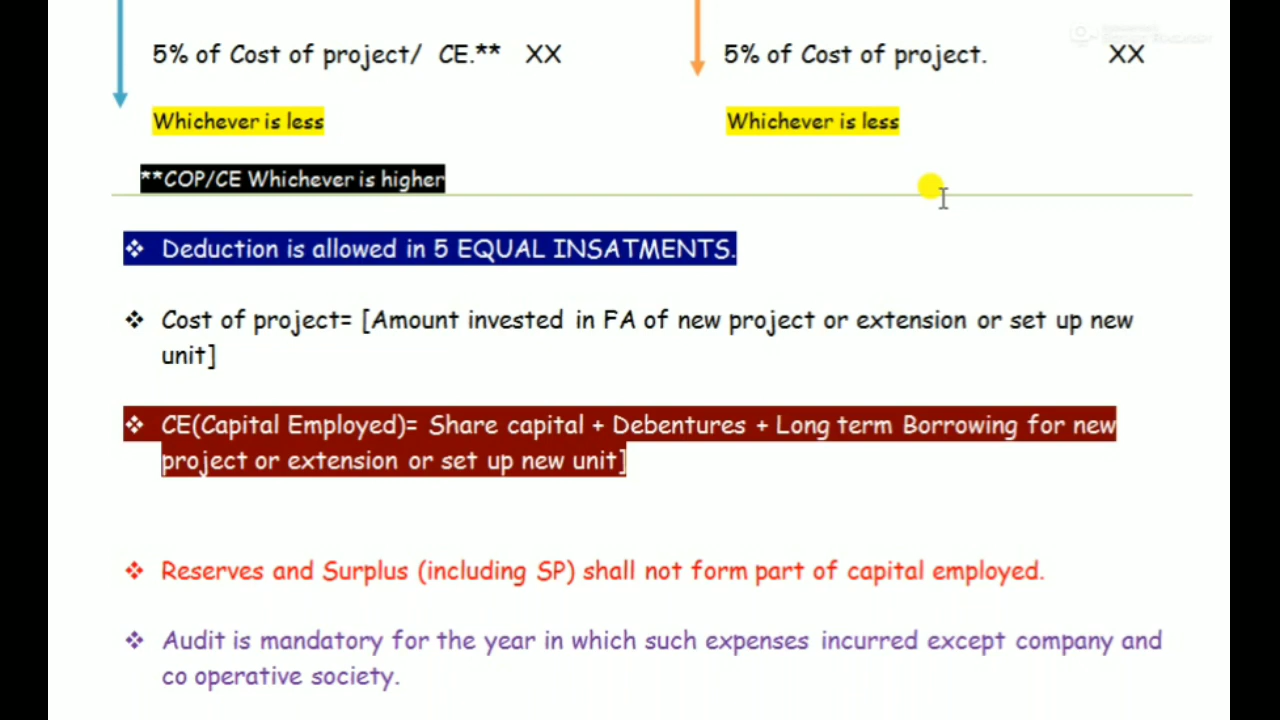 5% of Cost of project/ CE.** XX
5% of Cost of project. XX
Whichever is less
Whichever is less
**COP/CE Whichever is higher
❖ Deduction is allowed in 5 EQUAL INSATMENTS.
❖ Cost of project= [Amount invested in FA of new project or extension or set up new
unit]
❖ CE(Capital Employed)= Share capital + Debentures + Long term Borrowing for new
project or extension or set up new unit]
❖ Reserves and Surplus (including SP) shall not form part of capital employed.
❖ Audit is mandatory for the year in which such expenses incurred except company and
co operative society.